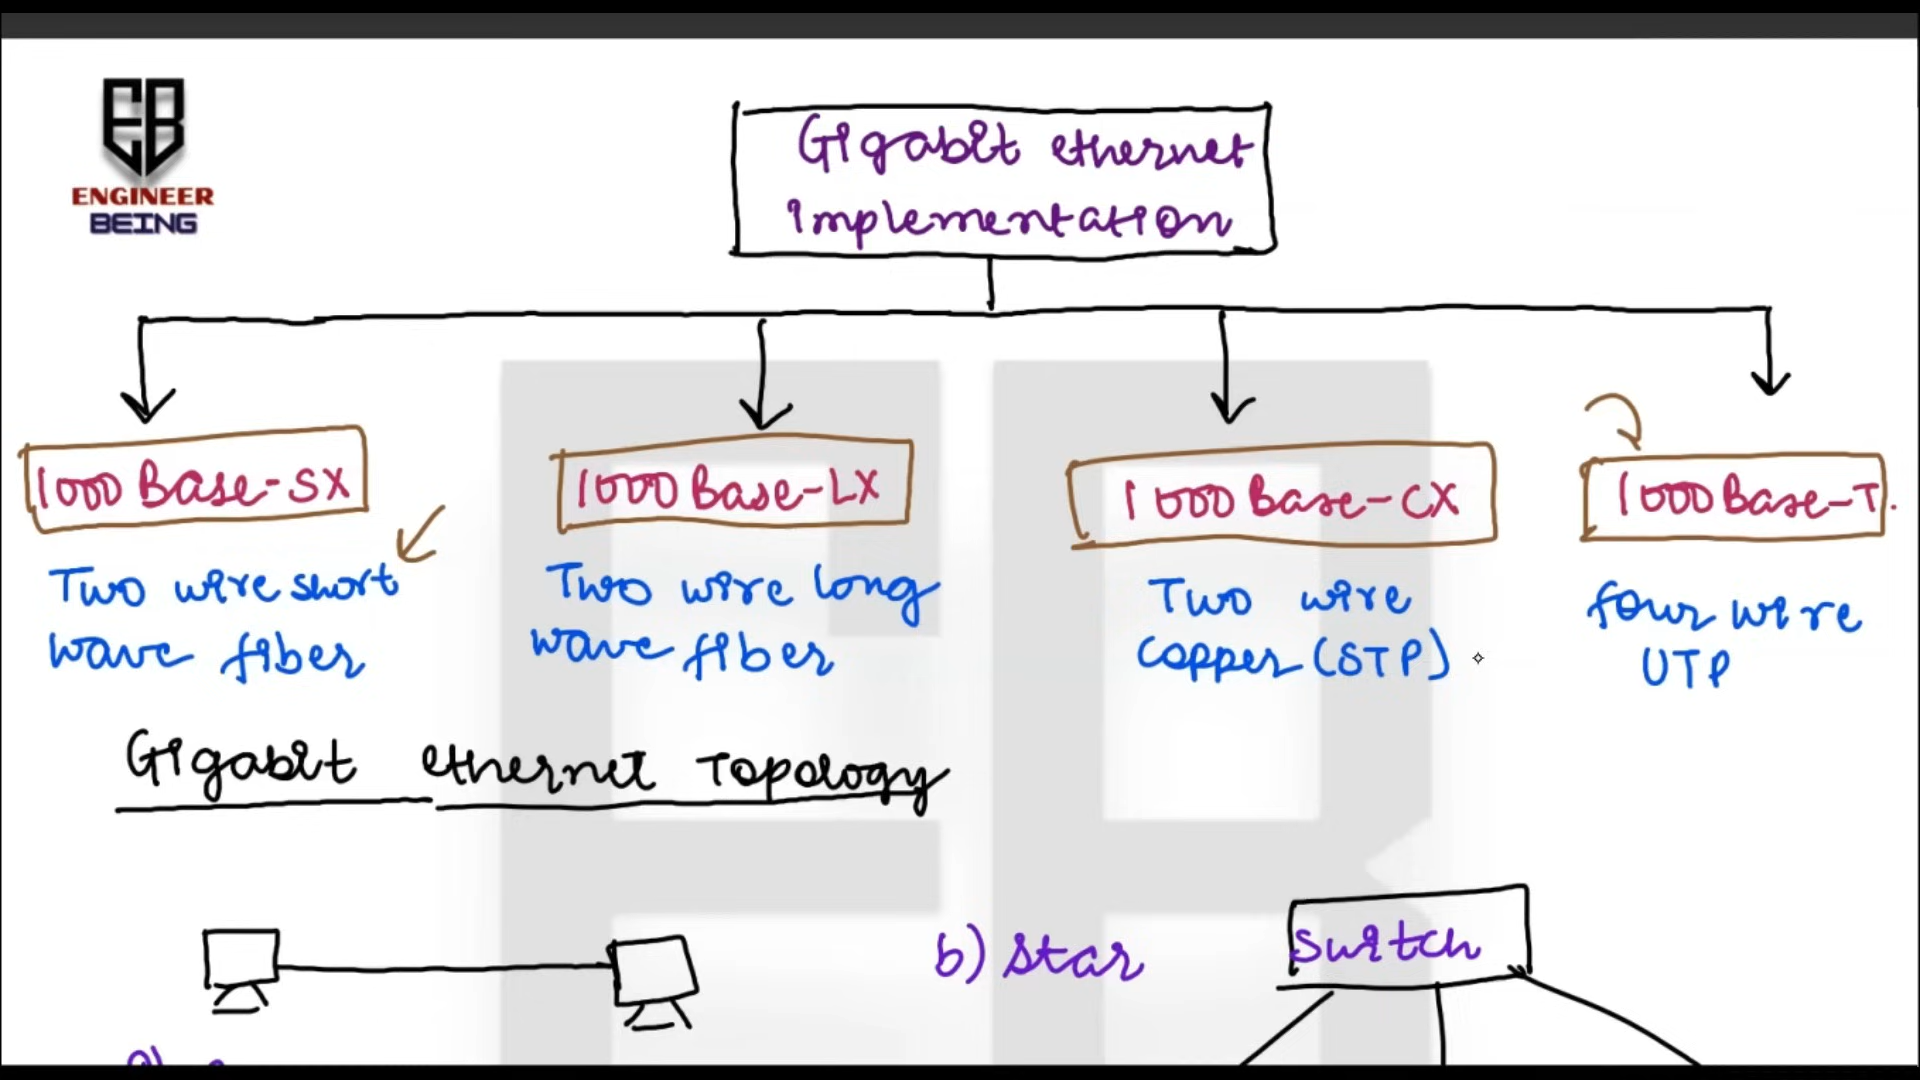 ENGINEER
BEING
Gigabit ethernet
implementation
1000 Base-SX
1000 Base-LX
1000 Base-CX
1000 Base-T.
Two wire short
wave fiber
Two wire long
wave fiber
Two wire
copper (STP)
four wire
UTP
Gigabit ethernet Topology
b) star
switch